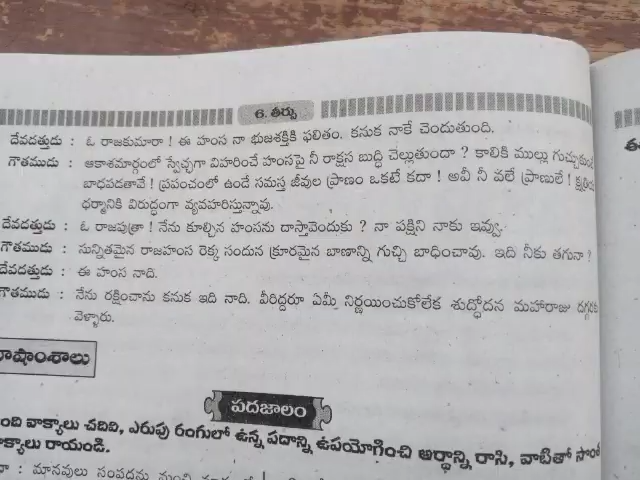 6. తీర్పు
దేవదత్తుడు : ఓ రాజకుమారా ! ఈ హంస నా భుజశక్తికి ఫలితం. కనుక నాకే చెందుతుంది.
గౌతముడు : ఆకాశమార్గంలో స్వేచ్ఛగా విహరించే హంసపై నీ రాక్షస బుద్ధి చెల్లుతుందా ? కాలికి ముల్లు గుచ్చుకుంటే
బాధపడతావే ! ప్రపంచంలో ఉండే సమస్త జీవుల ప్రాణం ఒకటే కదా ! అవీ నీ వలే ప్రాణులే ! క్షత్రియ
ధర్మానికి విరుద్ధంగా వ్యవహరిస్తున్నావు.
దేవదత్తుడు : ఓ రాజపుత్రా ! నేను కూల్చిన హంసను దాస్తావెందుకు ? నా పక్షిని నాకు ఇవ్వు.
గౌతముడు : సున్నితమైన రాజహంస రెక్క సందున క్రూరమైన బాణాన్ని గుచ్చి బాధించావు. ఇది నీకు తగునా ?
దేవదత్తుడు : ఈ హంస నాది.
గౌతముడు : నేను రక్షించాను కనుక ఇది నాది. వీరిద్దరూ ఏమీ నిర్ణయించుకోలేక శుద్ధోదన మహారాజు దగ్గరకు
వెళ్ళారు.
భాషాంశాలు
పదజాలం
వాక్యాలు చదివి, ఎరుపు రంగులో ఉన్న పదాన్ని ఉపయోగించి అర్థాన్ని రాసి, వాటితో సొంత
వాక్యాలు రాయండి.
: మానవులు సంపదను నుంచి